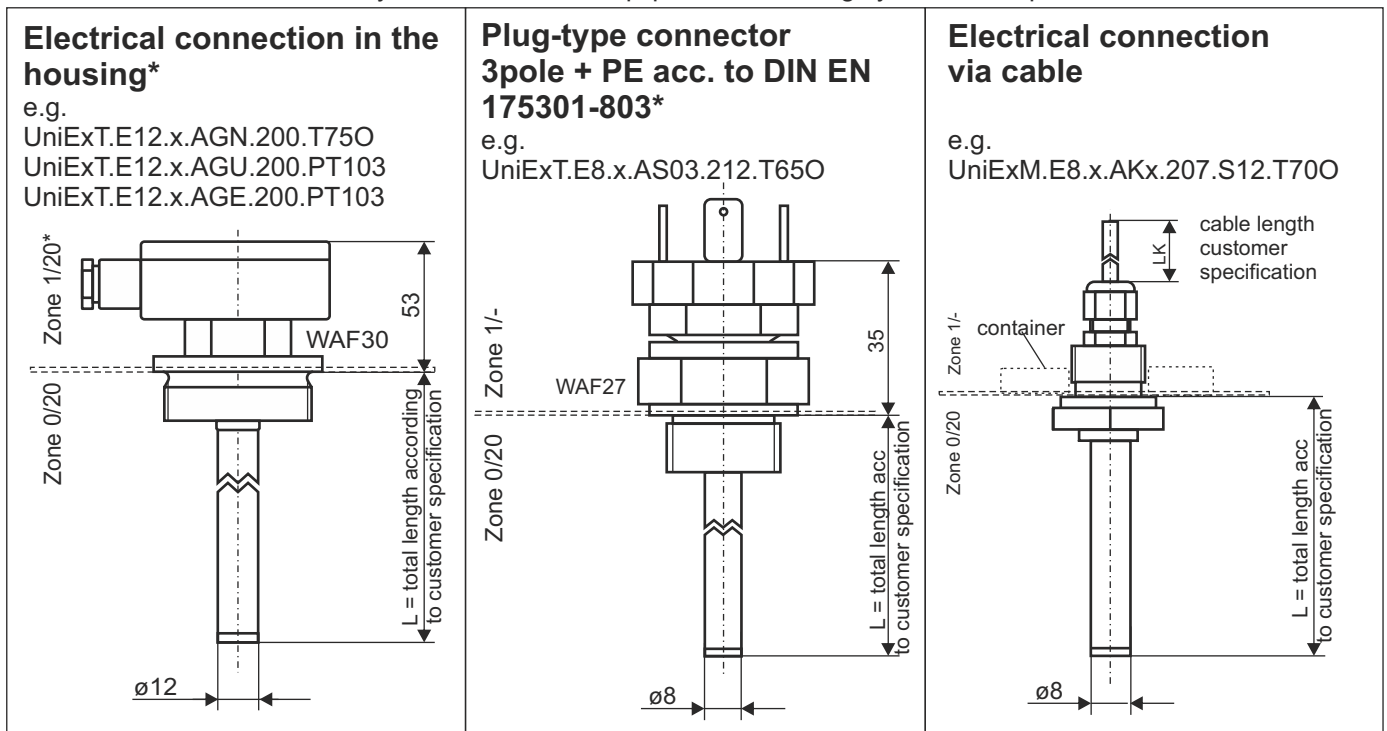 Electrical connection in the
housing*
e.g.
UniExT.E12.x.AGN.200.T75O
UniExT.E12.x.AGU.200.PT103
UniExT.E12.x.AGE.200.PT103
Zone 1/20*
53
WAF30
Zone 0/20
L = total length according
to customer specification
ø12
Plug-type connector
3pole + PE acc. to DIN EN
175301-803*
e.g.
UniExT.E8.x.AS03.212.T65O
Zone 1/-
35
WAF27
Zone 0/20
L = total length acc
to customer specification
ø8
Electrical connection
via cable
e.g.
UniExM.E8.x.AKx.207.S12.T70O
LK
cable length
customer
specification
container
Zone 1/-
Zone 0/20
L = total length acc
to customer specification
ø8